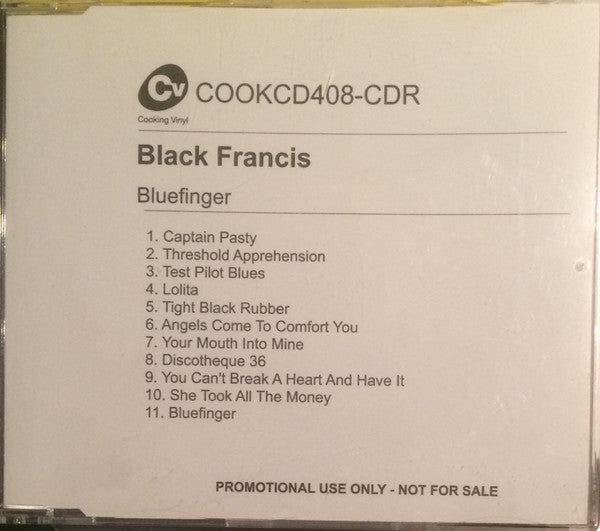 Cv COOKCD408-CDR
Cooking Vinyl
Black Francis
Bluefinger
1. Captain Pasty
2. Threshold Apprehension
3. Test Pilot Blues
4. Lolita
5. Tight Black Rubber
6. Angels Come To Comfort You
7. Your Mouth Into Mine
8. Discotheque 36
9. You Can't Break A Heart And Have It
10. She Took All The Money
11. Bluefinger
PROMOTIONAL USE ONLY - NOT FOR SALE